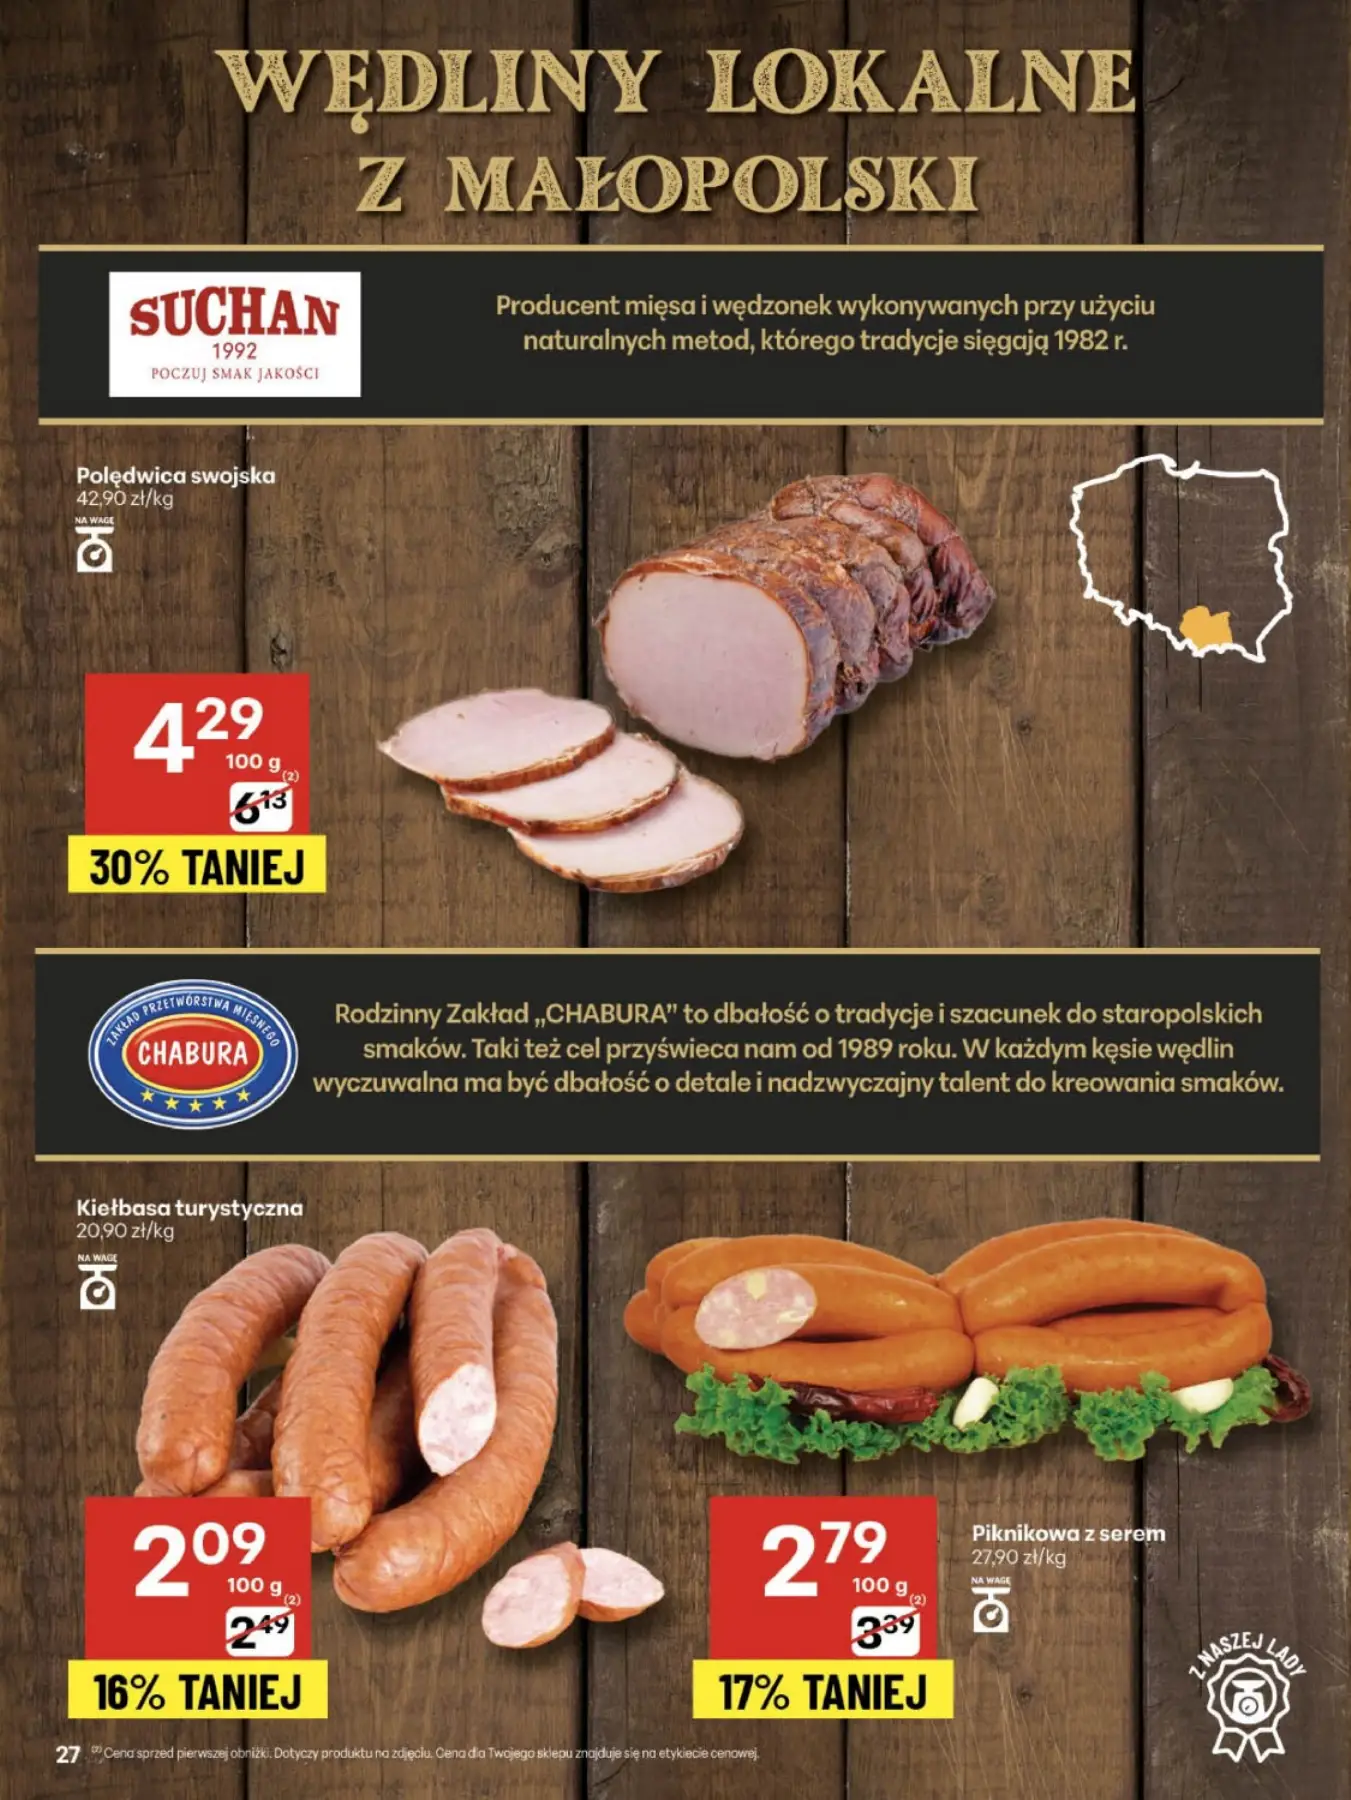 WĘDLINY LOKALNE
Z MAŁOPOLSKI
SUCHAN
1992
POCZUJ SMAK JAKOŚCI
Producent mięsa i wędzonek wykonywanych przy użyciu
naturalnych metod, którego tradycje sięgają 1982 r.
Polędwica swojska
42,90 zł/kg
NA WAGĘ
4 29
100 g (2)
6 13
30% TANIEJ
ZAKŁAD PRZETWÓRSTWA MIĘSNEGO
CHABURA
Rodzinny Zakład „CHABURA” to dbałość o tradycje i szacunek do staropolskich
smaków. Taki też cel przyświeca nam od 1989 roku. W każdym kęsie wędlin
wyczuwalna ma być dbałość o detale i nadzwyczajny talent do kreowania smaków.
Kiełbasa turystyczna
20,90 zł/kg
NA WAGĘ
2 09
100 g (2)
2 49
16% TANIEJ
2 79
100 g (2)
3 39
17% TANIEJ
Piknikowa z serem
27,90 zł/kg
NA WAGĘ
Z NASZEJ LADY
27 (2) Cena sprzed pierwszej obniżki. Dotyczy produktu na zdjęciu. Cena dla Twojego sklepu znajduje się na etykiecie cenowej.